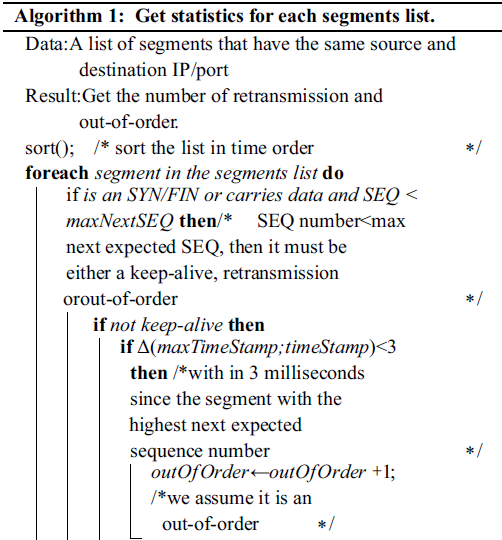 Algorithm 1: Get statistics for each segments list.
Data:A list of segments that have the same source and
destination IP/port
Result:Get the number of retransmission and
out-of-order.
sort(); /* sort the list in time order */
foreach segment in the segments list do
if is an SYN/FIN or carries data and SEQ <
maxNextSEQ then/* SEQ number<max
next expected SEQ, then it must be
either a keep-alive, retransmission
orout-of-order */
if not keep-alive then
if Δ(maxTimeStamp;timeStamp)<3
then /*with in 3 milliseconds
since the segment with the
highest next expected
sequence number */
outOfOrder←outOfOrder +1;
/*we assume it is an
out-of-order */